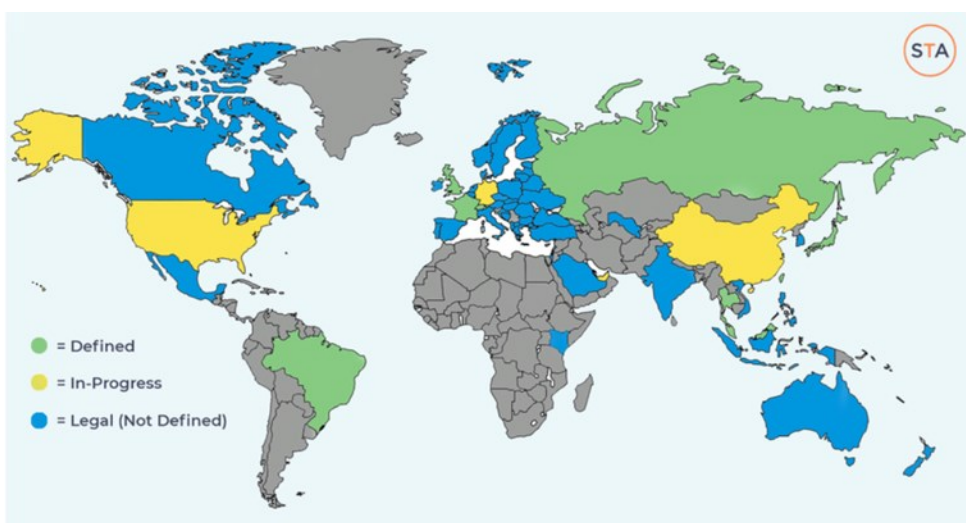 STA
= Defined
= In-Progress
= Legal (Not Defined)